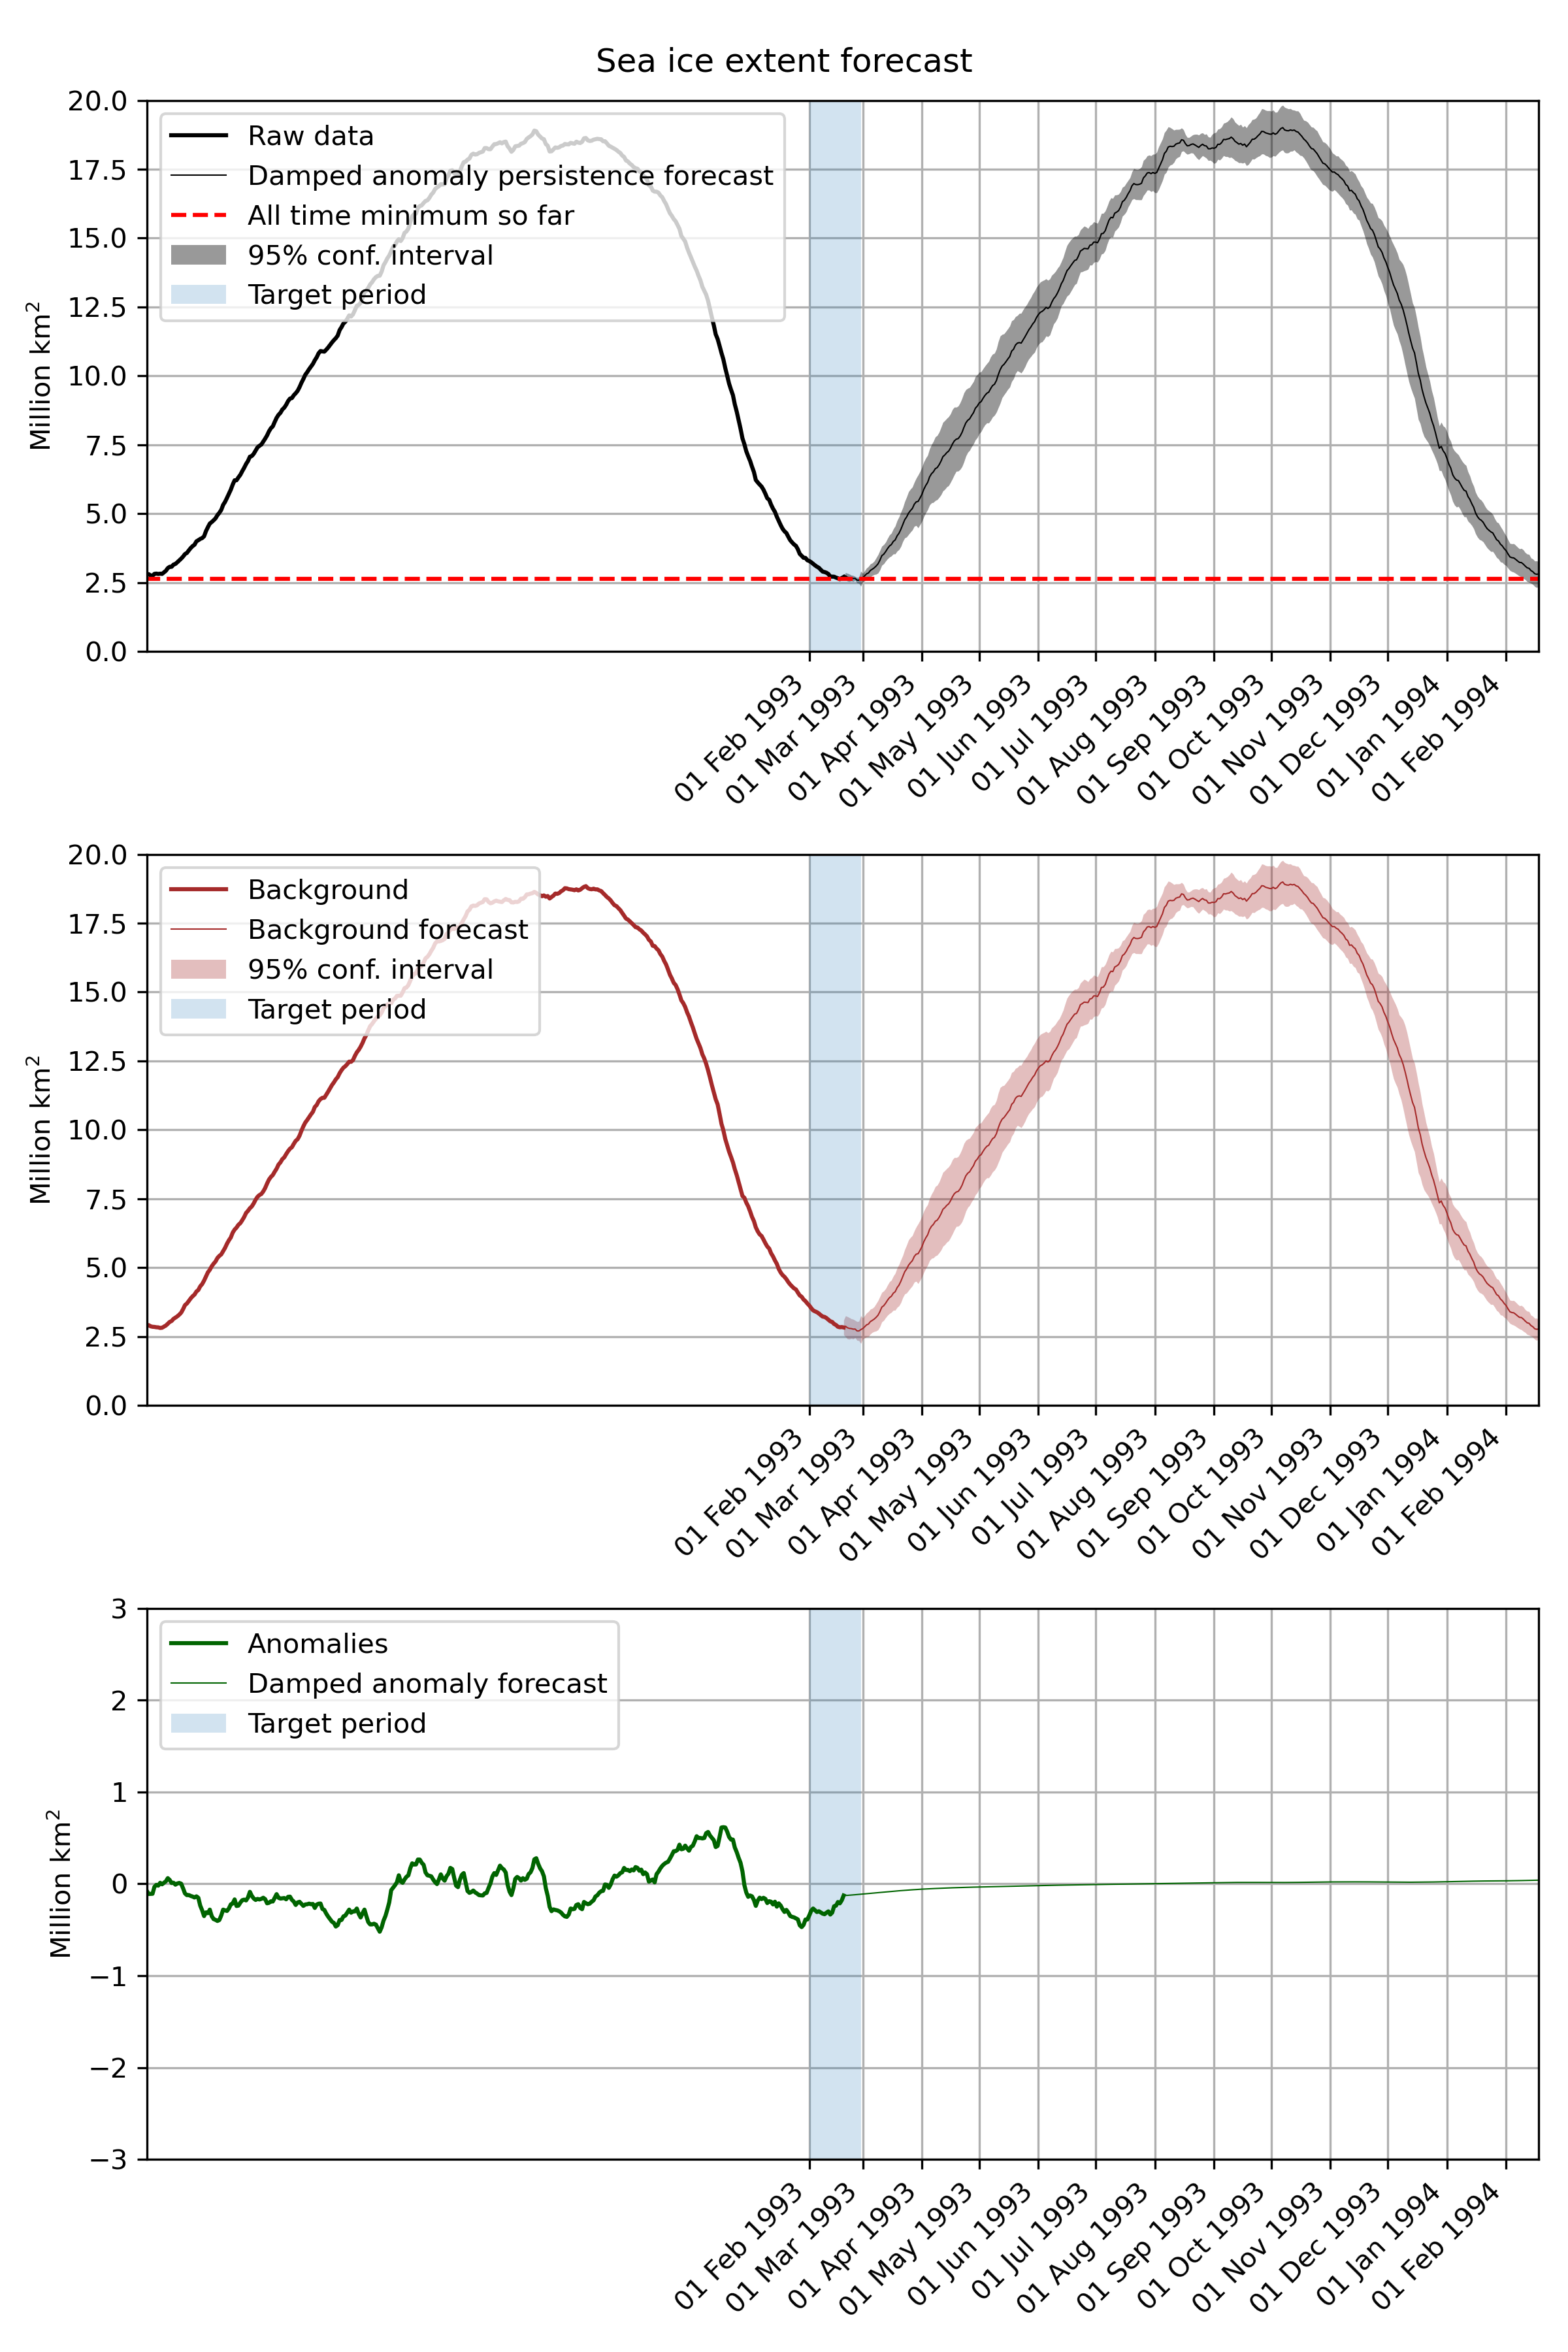 Sea ice extent forecast
20.0
17.5
15.0
12.5
10.0
7.5
5.0
2.5
0.0
Million km²
Raw data
Damped anomaly persistence forecast
All time minimum so far
95% conf. interval
Target period
01 Feb 1993
01 Mar 1993
01 Apr 1993
01 May 1993
01 Jun 1993
01 Jul 1993
01 Aug 1993
01 Sep 1993
01 Oct 1993
01 Nov 1993
01 Dec 1993
01 Jan 1994
01 Feb 1994
20.0
17.5
15.0
12.5
10.0
7.5
5.0
2.5
0.0
Million km²
Background
Background forecast
95% conf. interval
Target period
01 Feb 1993
01 Mar 1993
01 Apr 1993
01 May 1993
01 Jun 1993
01 Jul 1993
01 Aug 1993
01 Sep 1993
01 Oct 1993
01 Nov 1993
01 Dec 1993
01 Jan 1994
01 Feb 1994
3
2
1
0
−1
−2
−3
Million km²
Anomalies
Damped anomaly forecast
Target period
01 Feb 1993
01 Mar 1993
01 Apr 1993
01 May 1993
01 Jun 1993
01 Jul 1993
01 Aug 1993
01 Sep 1993
01 Oct 1993
01 Nov 1993
01 Dec 1993
01 Jan 1994
01 Feb 1994